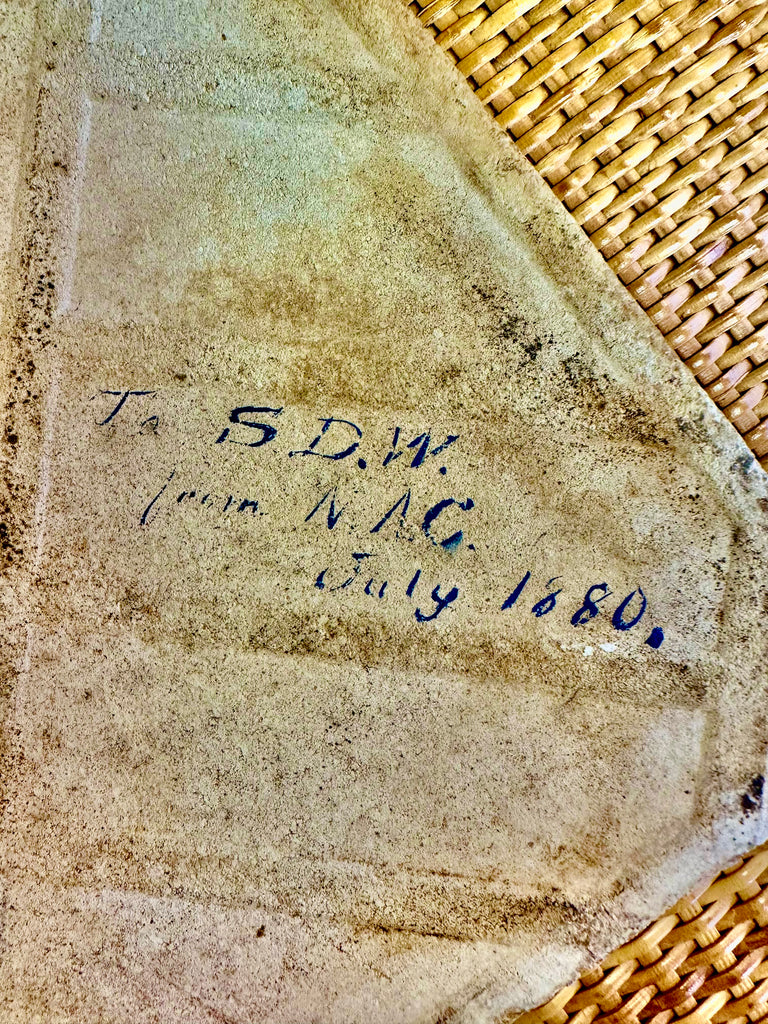 To S.D.W.
from N.A.C.
July 1880.